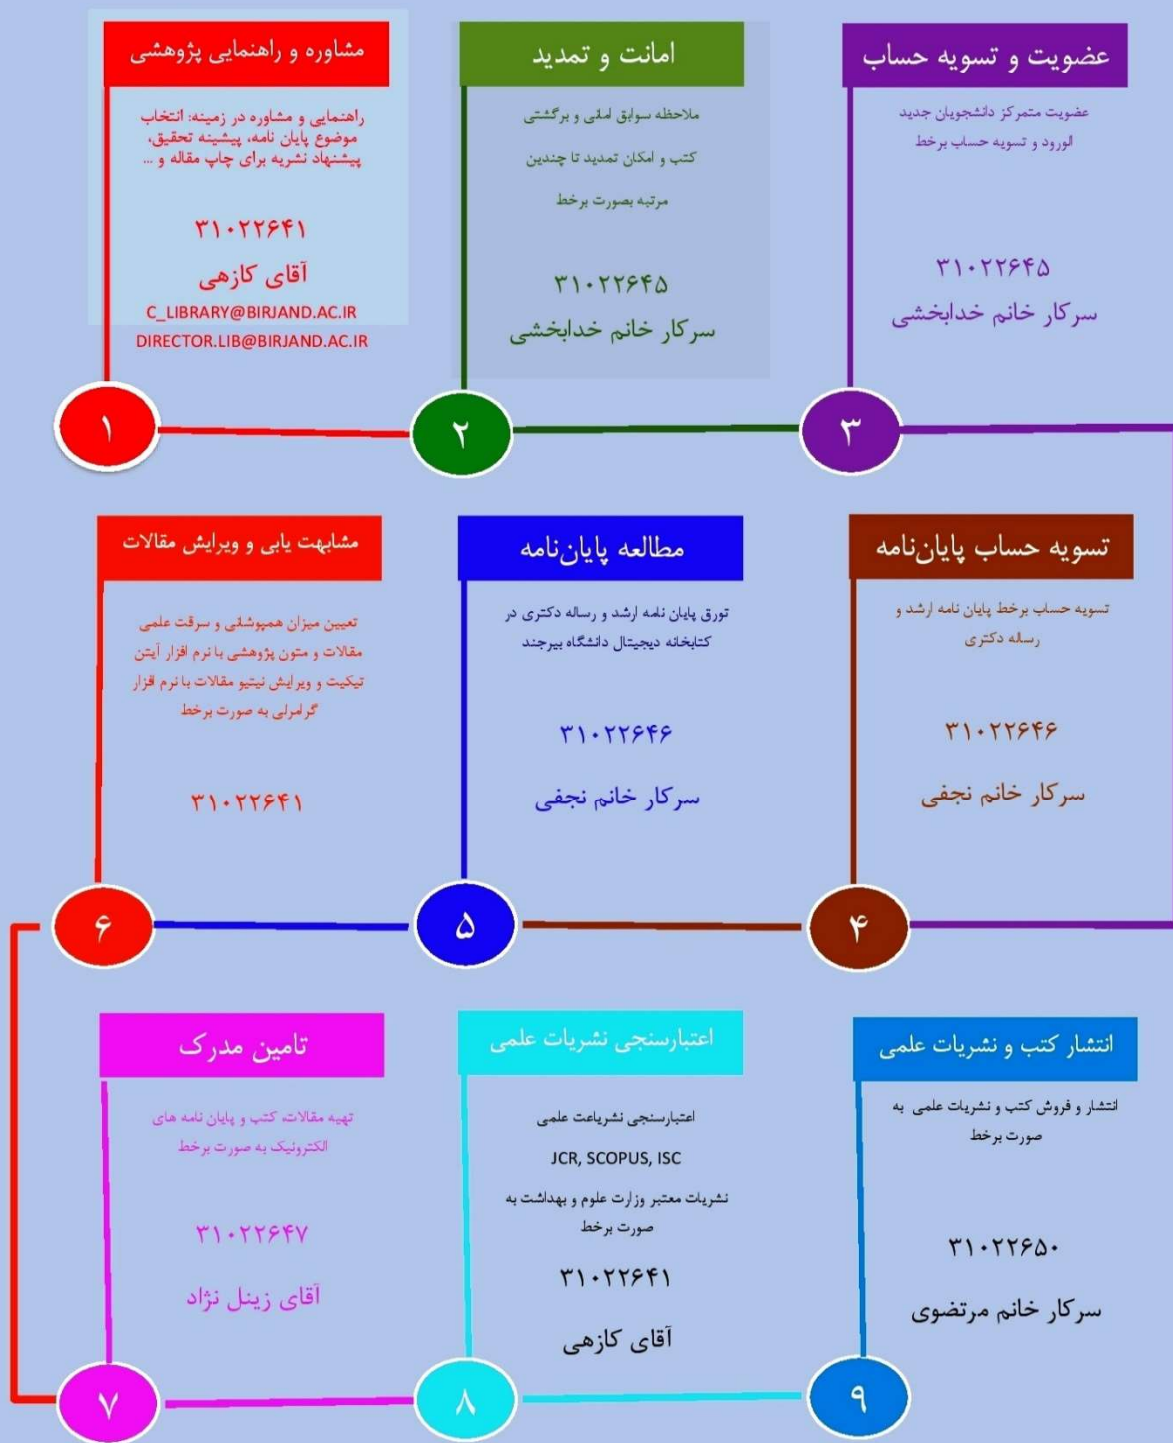 مشاوره و راهنمایی پژوهشی
راهنمایی و مشاوره در زمینه: انتخاب
موضوع پایان نامه، پیشینه تحقیق،
پیشنهاد نشریه برای چاپ مقاله و ...
۳۱۰۲۲۶۴۱
آقای کازهی
C_LIBRARY@BIRJAND.AC.IR
DIRECTOR.LIB@BIRJAND.AC.IR
۱
امانت و تمدید
ملاحظه سوابق امانی و برگشتی
کتب و امکان تمدید تا چندین
مرتبه بصورت برخط
۳۱۰۲۲۶۴۵
سرکار خانم خدابخشی
۲
عضویت و تسویه حساب
عضویت متمرکز دانشجویان جدید
الورود و تسویه حساب برخط
۳۱۰۲۲۶۴۵
سرکار خانم خدابخشی
۳
تسویه حساب پایان‌نامه
تسویه حساب برخط پایان نامه ارشد و
رساله دکتری
۳۱۰۲۲۶۴۶
سرکار خانم نجفی
۴
مطالعه پایان‌نامه
تورق پایان نامه ارشد و رساله دکتری در
کتابخانه دیجیتال دانشگاه بیرجند
۳۱۰۲۲۶۴۶
سرکار خانم نجفی
۵
مشابهت یابی و ویرایش مقالات
تعیین میزان همپوشانی و سرقت علمی
مقالات و متون پژوهشی با نرم افزار آیتن
تیکیت و ویرایش نیتیو مقالات با نرم افزار
گرامرلی به صورت برخط
۳۱۰۲۲۶۴۱
۶
تامین مدرک
تهیه مقالات، کتب و پایان نامه های
الکترونیک به صورت برخط
۳۱۰۲۲۶۴۷
آقای زینل نژاد
۷
اعتبارسنجی نشریات علمی
اعتبارسنجی نشریاعت علمی
JCR, SCOPUS, ISC
نشریات معتبر وزارت علوم و بهداشت به
صورت برخط
۳۱۰۲۲۶۴۱
آقای کازهی
۸
انتشار کتب و نشریات علمی
انتشار و فروش کتب و نشریات علمی به
صورت برخط
۳۱۰۲۲۶۵۰
سرکار خانم مرتضوی
۹